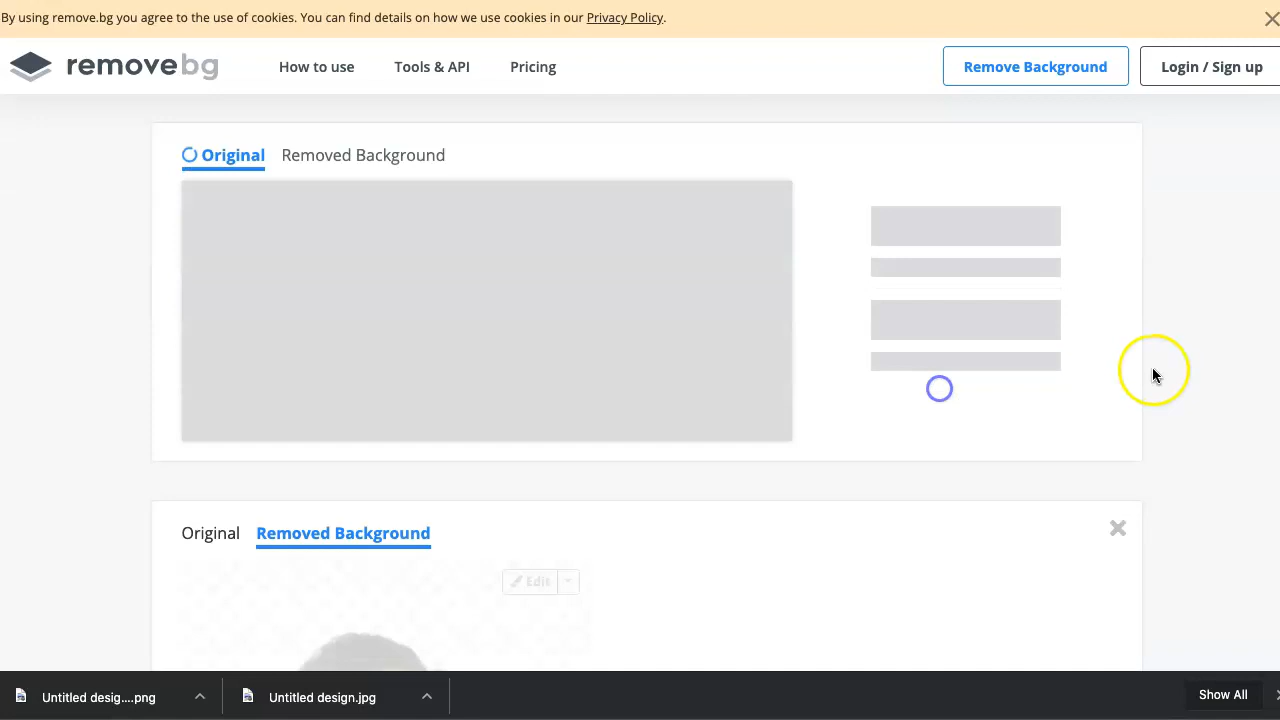 By using remove.bg you agree to the use of cookies. You can find details on how we use cookies in our Privacy Policy.
removebg How to use Tools & API Pricing Remove Background Login / Sign up
Original Removed Background
Original Removed Background
Edit
Untitled desig....png Untitled design.jpg Show All